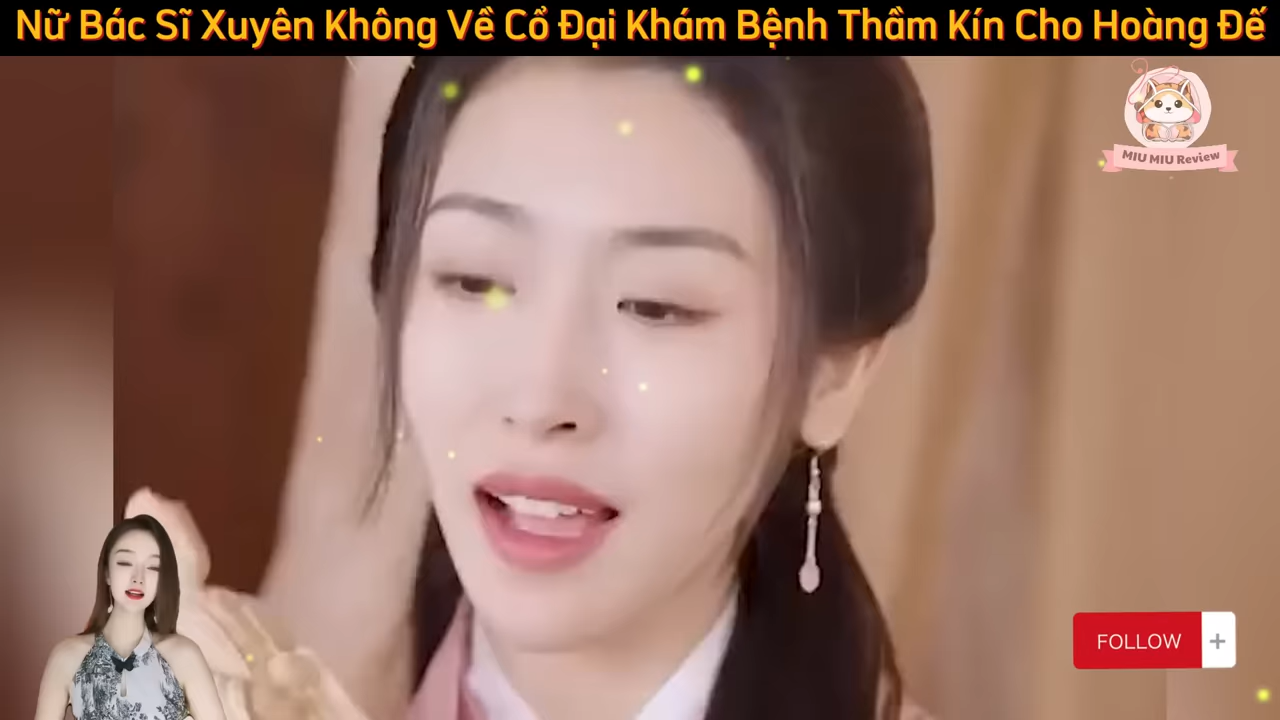 Nữ Bác Sĩ Xuyên Không Về Cổ Đại Khám Bệnh Thầm Kín Cho Hoàng Đế
MIU MIU Review
FOLLOW +